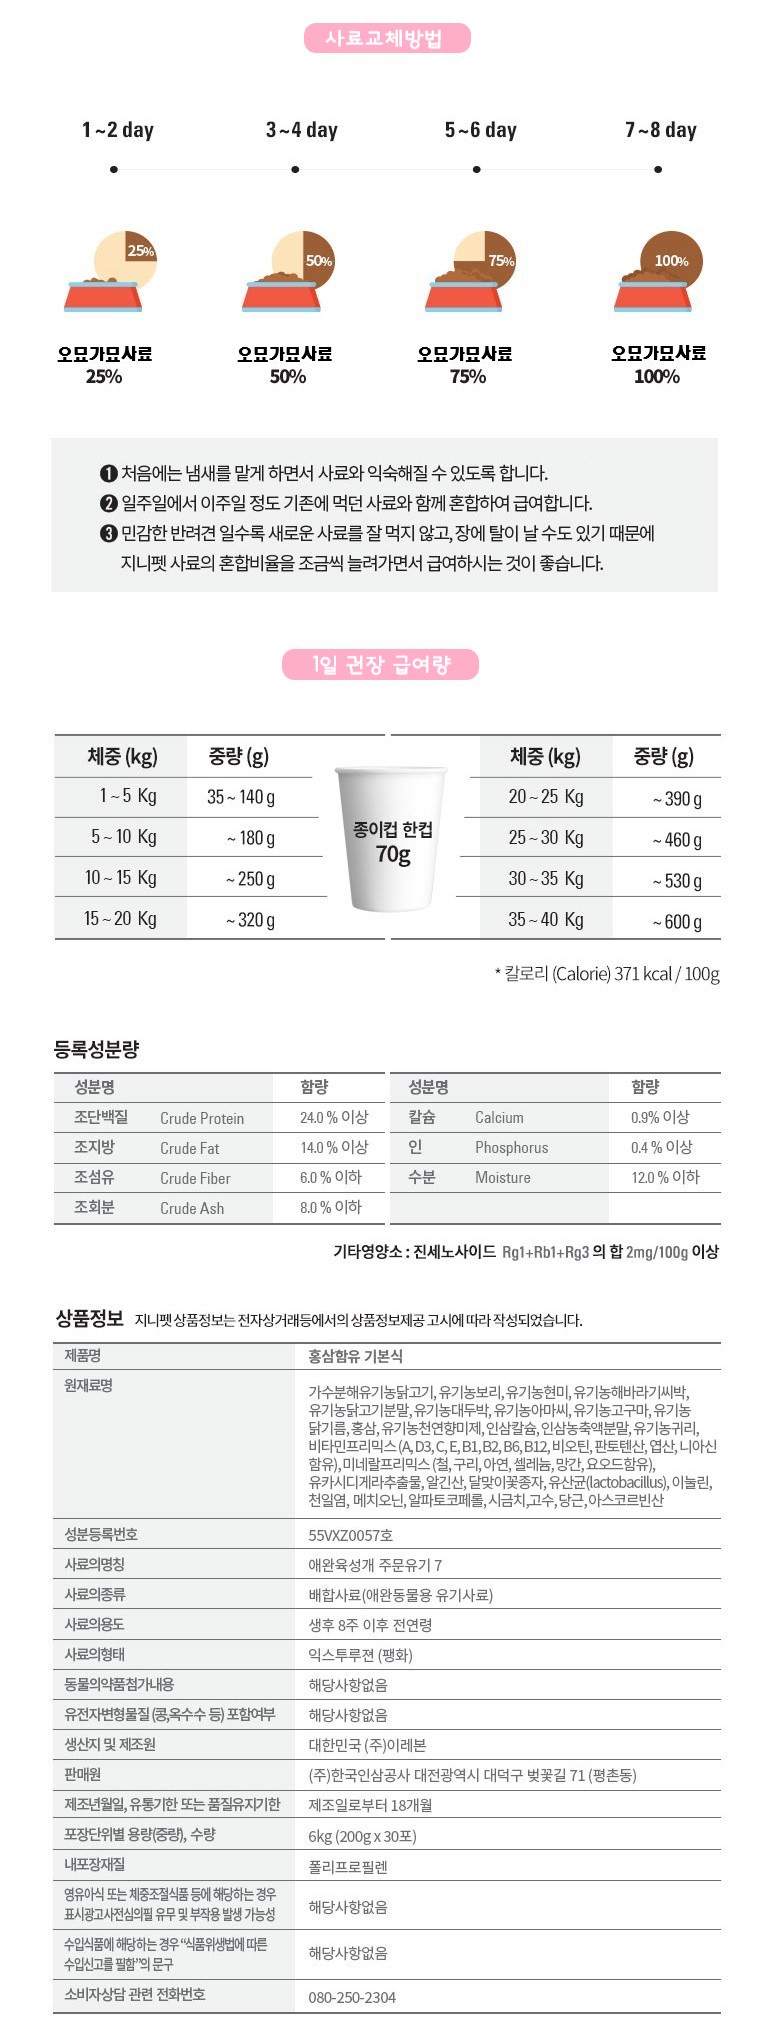 사료교체방법
1~2 day
3~4 day
5~6 day
7~8 day
25%
50%
75%
100%
오묘가묘사료
25%
오묘가묘사료
50%
오묘가묘사료
75%
오묘가묘사료
100%
❶ 처음에는 냄새를 맡게 하면서 사료와 익숙해질 수 있도록 합니다.
❷ 일주일에서 이주일 정도 기존에 먹던 사료와 함께 혼합하여 급여합니다.
❸ 민감한 반려견 일수록 새로운 사료를 잘 먹지 않고, 장에 탈이 날 수도 있기 때문에
지니펫 사료의 혼합비율을 조금씩 늘려가면서 급여하시는 것이 좋습니다.
1일 권장 급여량
체중 (kg) 중량 (g)
1~5 Kg 35~140 g
5~10 Kg ~180 g
10~15 Kg ~250 g
15~20 Kg ~320 g
종이컵 한컵
70g
체중 (kg) 중량 (g)
20~25 Kg ~390 g
25~30 Kg ~460 g
30~35 Kg ~530 g
35~40 Kg ~600 g
* 칼로리 (Calorie) 371 kcal / 100g
등록성분량
성분명 함량
조단백질 Crude Protein 24.0 % 이상
조지방 Crude Fat 14.0 % 이상
조섬유 Crude Fiber 6.0 % 이하
조회분 Crude Ash 8.0 % 이하
성분명 함량
칼슘 Calcium 0.9% 이상
인 Phosphorus 0.4 % 이상
수분 Moisture 12.0 % 이하
기타영양소 : 진세노사이드 Rg1+Rb1+Rg3 의 합 2mg/100g 이상
상품정보 지니펫 상품정보는 전자상거래등에서의 상품정보제공 고시에 따라 작성되었습니다.
제품명 홍삼함유 기본식
원재료명
가수분해유기농닭고기, 유기농보리, 유기농현미, 유기농해바라기씨박,
유기농닭고기분말, 유기농대두박, 유기농아마씨, 유기농고구마, 유기농
닭기름, 홍삼, 유기농천연향미제, 인삼칼슘, 인삼농축액분말, 유기농귀리,
비타민프리믹스 (A, D3, C, E, B1, B2, B6, B12, 비오틴, 판토텐산, 엽산, 니아신
함유), 미네랄프리믹스 (철, 구리, 아연, 셀레늄, 망간, 요오드함유),
유카시디게라추출물, 알긴산, 달맞이꽃종자, 유산균(lactobacillus), 이눌린,
천일염, 메치오닌, 알파토코페롤, 시금치, 고수, 당근, 아스코르빈산
성분등록번호 55VXZ0057호
사료의명칭 애완육성개 주문유기 7
사료의종류 배합사료(애완동물용 유기사료)
사료의용도 생후 8주 이후 전연령
사료의형태 익스투루젼 (팽화)
동물의약품첨가내용 해당사항없음
유전자변형물질 (콩,옥수수 등) 포함여부 해당사항없음
생산지 및 제조원 대한민국 (주)이레본
판매원 (주)한국인삼공사 대전광역시 대덕구 벚꽃길 71 (평촌동)
제조년월일, 유통기한 또는 품질유지기한 제조일로부터 18개월
포장단위별 용량(중량), 수량 6kg (200g x 30포)
내포장재질 폴리프로필렌
영유아식 또는 체중조절식품 등에 해당하는 경우
표시광고사전심의필 유무 및 부작용 발생 가능성
해당사항없음
수입식품에 해당하는 경우 “식품위생법에 따른
수입신고를 필함”의 문구
해당사항없음
소비자상담 관련 전화번호 080-250-2304